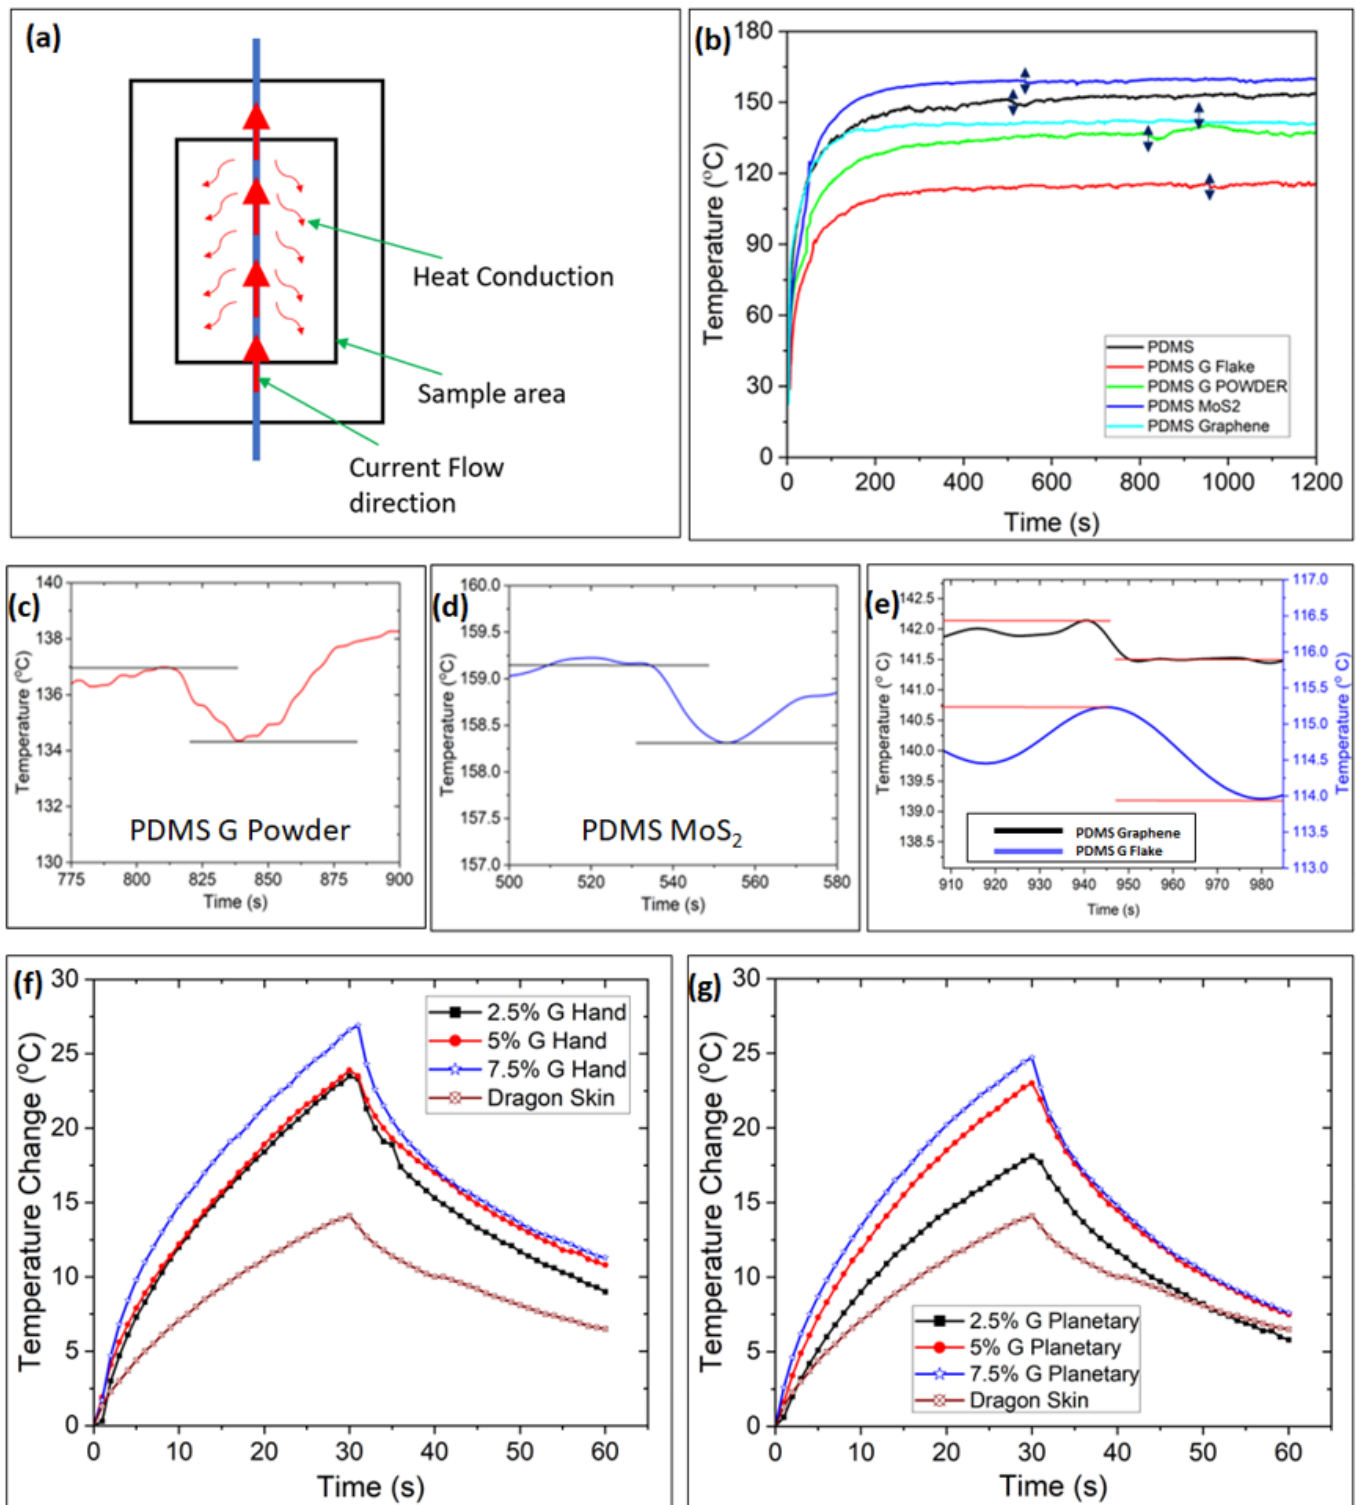 (a)
Heat Conduction
Sample area
Current Flow
direction
(b)
180
150
120
90
60
30
0
Temperature (°C)
PDMS
PDMS G Flake
PDMS G POWDER
PDMS MoS2
PDMS Graphene
0 200 400 600 800 1000 1200
Time (s)
(c)
140
138
136
134
132
130
Temperature (°C)
PDMS G Powder
775 800 825 850 875 900
Time (s)
(d)
160.0
159.5
159.0
158.5
158.0
157.5
157.0
Temperature (°C)
PDMS MoS₂
500 520 540 560 580
Time (s)
(e)
142.5
142.0
141.5
141.0
140.5
140.0
139.5
139.0
138.5
Temperature (° C)
117.0
116.5
116.0
115.5
115.0
114.5
114.0
113.5
113.0
Temperature (° C)
PDMS Graphene
PDMS G Flake
910 920 930 940 950 960 970 980
Time (s)
(f)
30
25
20
15
10
5
0
Temperature Change (°C)
2.5% G Hand
5% G Hand
7.5% G Hand
Dragon Skin
0 10 20 30 40 50 60
Time (s)
(g)
30
25
20
15
10
5
0
Temperature Change (°C)
2.5% G Planetary
5% G Planetary
7.5% G Planetary
Dragon Skin
0 10 20 30 40 50 60
Time (s)